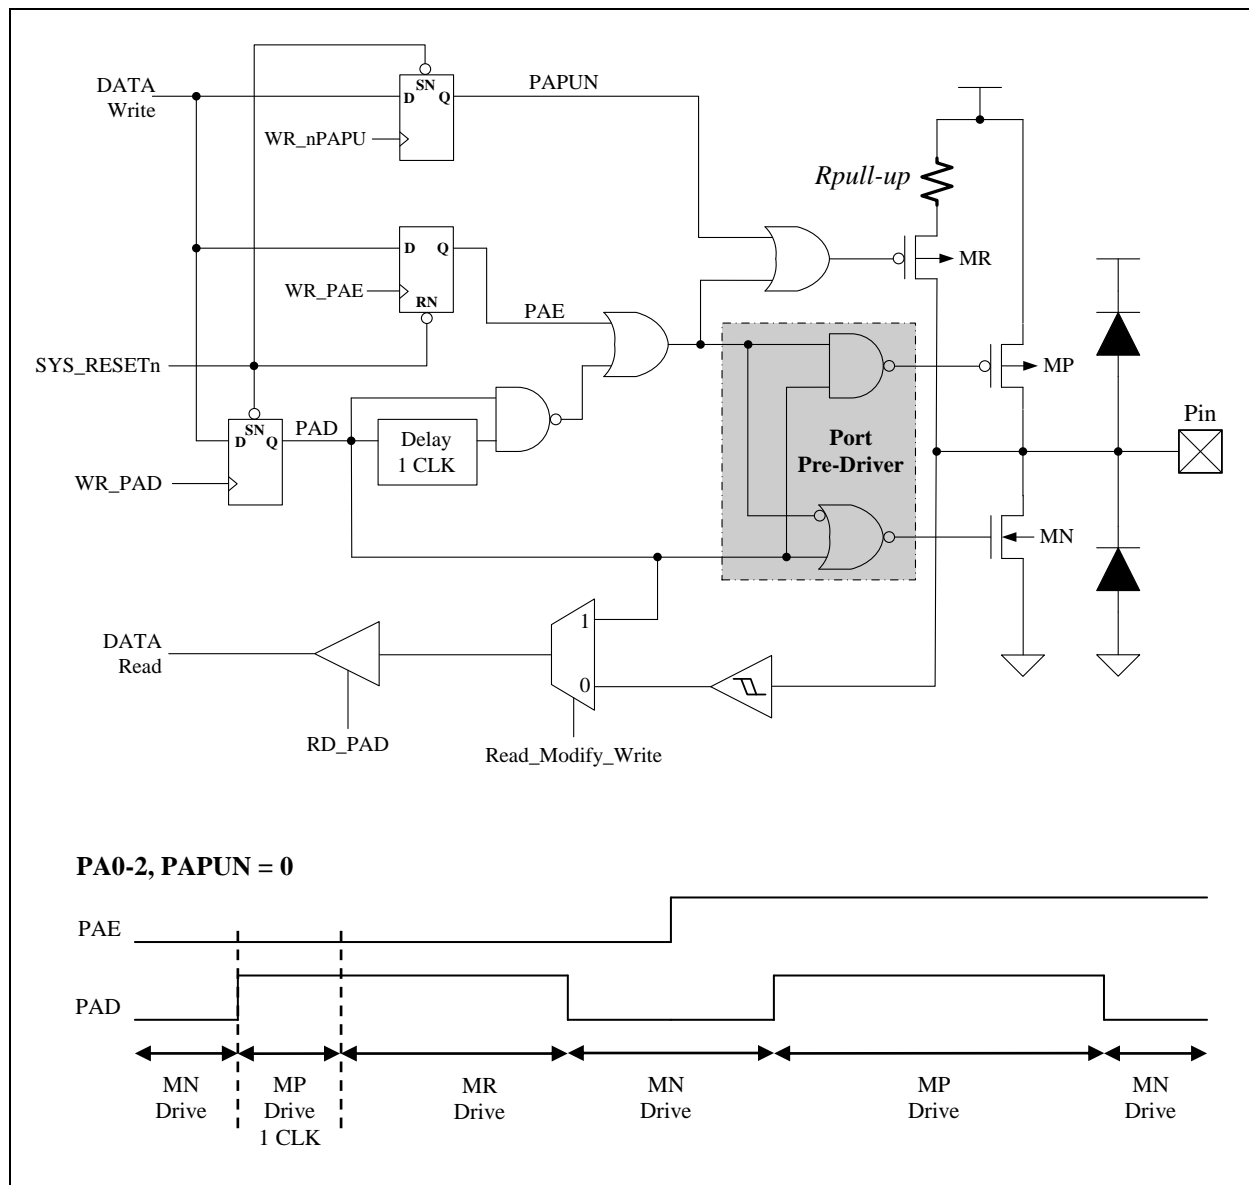 DATA
Write
SN
D
Q
PAPUN
WR_nPAPU
Rpull-up
D
Q
MR
WR_PAE
RN
PAE
SYS_RESETn
MP
SN
D
Q
PAD
Delay
1 CLK
Port
Pre-Driver
Pin
WR_PAD
MN
1
DATA
Read
0
RD_PAD
Read_Modify_Write
PA0-2, PAPUN = 0
PAE
PAD
MN
Drive
MP
Drive
1 CLK
MR
Drive
MN
Drive
MP
Drive
MN
Drive